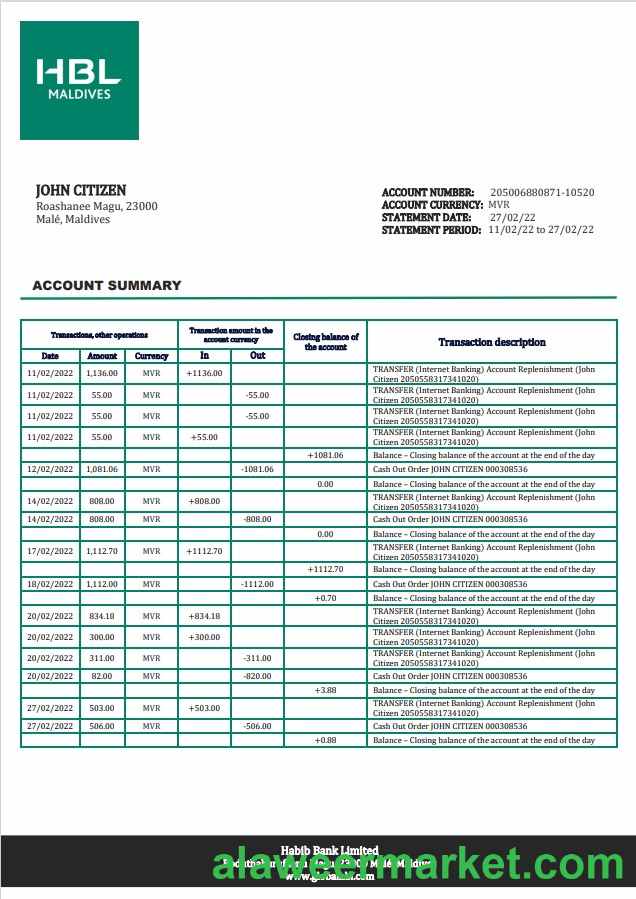 HBL
MALDIVES
JOHN CITIZEN
Roashanee Magu, 23000
Malé, Maldives
ACCOUNT NUMBER: 205006880871-10520
ACCOUNT CURRENCY: MVR
STATEMENT DATE: 27/02/22
STATEMENT PERIOD: 11/02/22 to 27/02/22
ACCOUNT SUMMARY
Transactions, other operations
Transaction amount in the
account currency
Closing balance of
the account
Transaction description
Date Amount Currency In Out
11/02/2022 1,136.00 MVR +1136.00 TRANSFER (Internet Banking) Account Replenishment (John
Citizen 2050558317341020)
11/02/2022 55.00 MVR -55.00 TRANSFER (Internet Banking) Account Replenishment (John
Citizen 2050558317341020)
11/02/2022 55.00 MVR -55.00 TRANSFER (Internet Banking) Account Replenishment (John
Citizen 2050558317341020)
11/02/2022 55.00 MVR +55.00 TRANSFER (Internet Banking) Account Replenishment (John
Citizen 2050558317341020)
+1081.06 Balance – Closing balance of the account at the end of the day
12/02/2022 1,081.06 MVR -1081.06 Cash Out Order JOHN CITIZEN 000308536
0.00 Balance – Closing balance of the account at the end of the day
14/02/2022 808.00 MVR +808.00 TRANSFER (Internet Banking) Account Replenishment (John
Citizen 2050558317341020)
14/02/2022 808.00 MVR -808.00 Cash Out Order JOHN CITIZEN 000308536
0.00 Balance – Closing balance of the account at the end of the day
17/02/2022 1,112.70 MVR +1112.70 TRANSFER (Internet Banking) Account Replenishment (John
Citizen 2050558317341020)
+1112.70 Balance – Closing balance of the account at the end of the day
18/02/2022 1,112.00 MVR -1112.00 Cash Out Order JOHN CITIZEN 000308536
+0.70 Balance – Closing balance of the account at the end of the day
20/02/2022 834.18 MVR +834.18 TRANSFER (Internet Banking) Account Replenishment (John
Citizen 2050558317341020)
20/02/2022 300.00 MVR +300.00 TRANSFER (Internet Banking) Account Replenishment (John
Citizen 2050558317341020)
20/02/2022 311.00 MVR -311.00 TRANSFER (Internet Banking) Account Replenishment (John
Citizen 2050558317341020)
20/02/2022 82.00 MVR -820.00 Cash Out Order JOHN CITIZEN 000308536
+3.88 Balance – Closing balance of the account at the end of the day
27/02/2022 503.00 MVR +503.00 TRANSFER (Internet Banking) Account Replenishment (John
Citizen 2050558317341020)
27/02/2022 506.00 MVR -506.00 Cash Out Order JOHN CITIZEN 000308536
+0.88 Balance – Closing balance of the account at the end of the day
Habib Bank Limited
alaweermarket.com